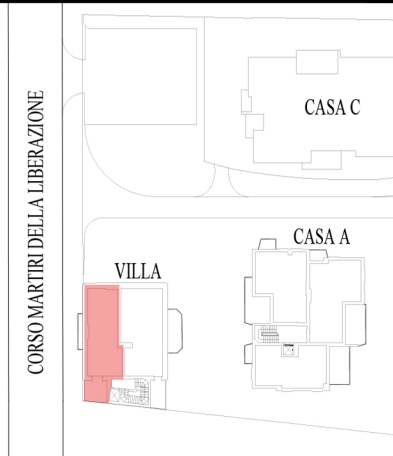 CORSO MARTIRI DELLA LIBERAZIONE
CASA C
CASA A
VILLA